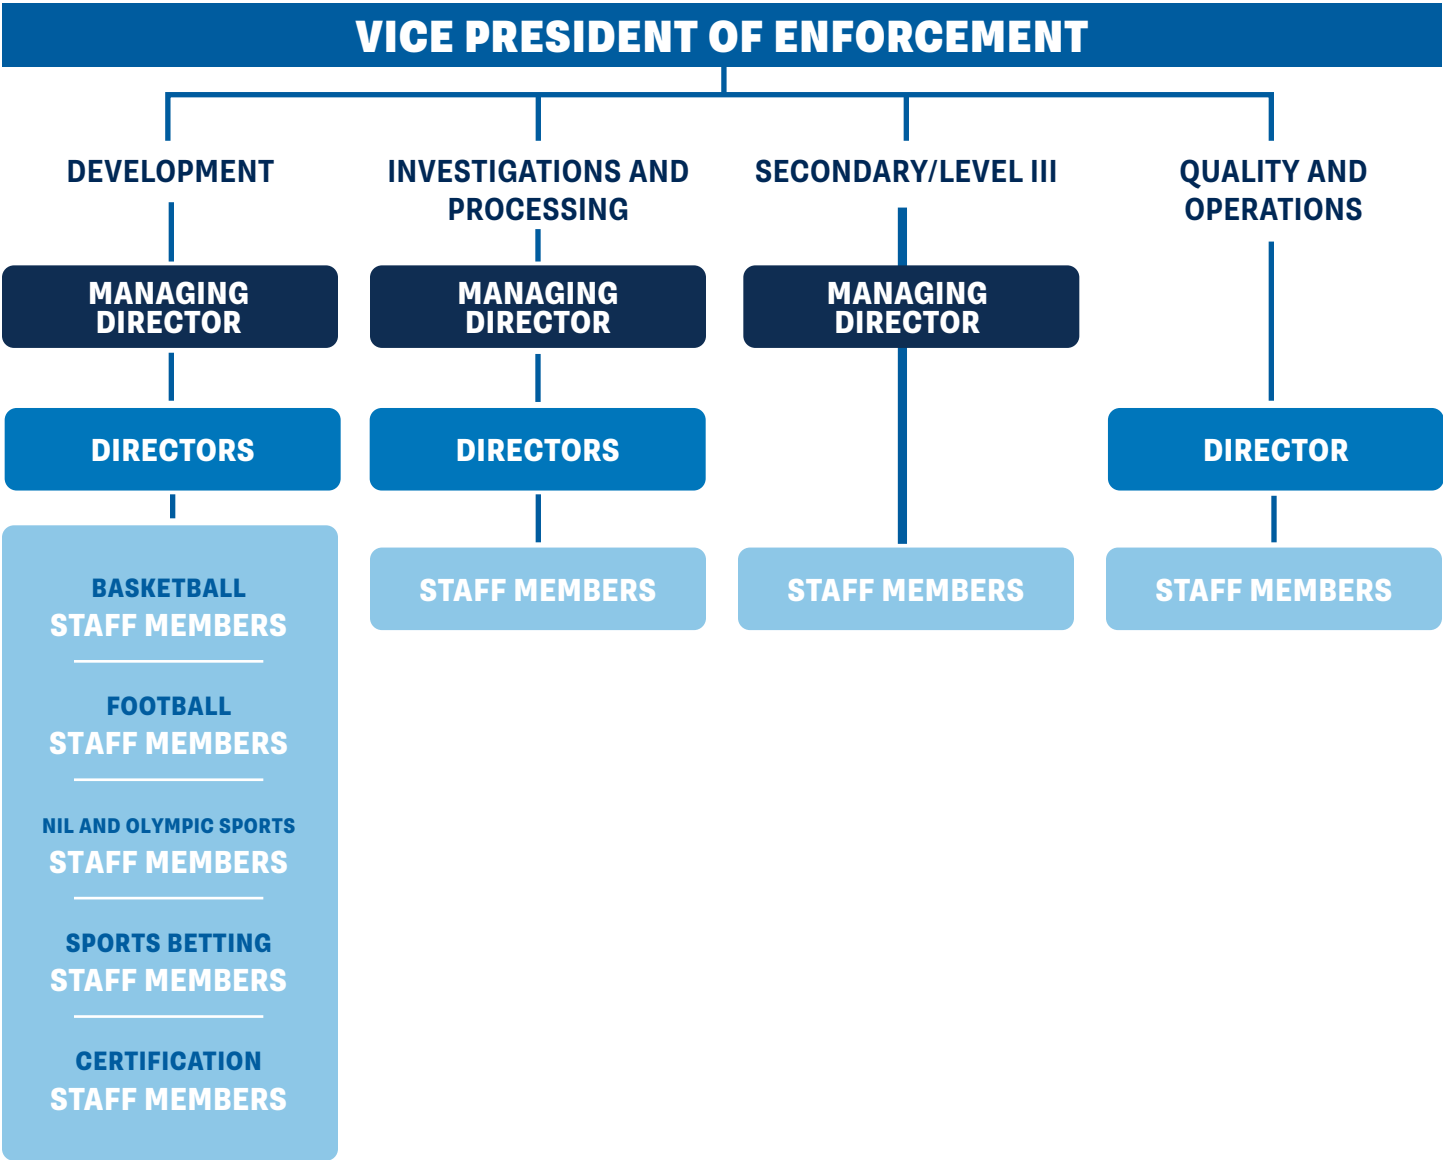 VICE PRESIDENT OF ENFORCEMENT
DEVELOPMENT
MANAGING
DIRECTOR
DIRECTORS
BASKETBALL
STAFF MEMBERS
FOOTBALL
STAFF MEMBERS
NIL AND OLYMPIC SPORTS
STAFF MEMBERS
SPORTS BETTING
STAFF MEMBERS
CERTIFICATION
STAFF MEMBERS
INVESTIGATIONS AND
PROCESSING
MANAGING
DIRECTOR
DIRECTORS
STAFF MEMBERS
SECONDARY/LEVEL III
MANAGING
DIRECTOR
STAFF MEMBERS
QUALITY AND
OPERATIONS
DIRECTOR
STAFF MEMBERS